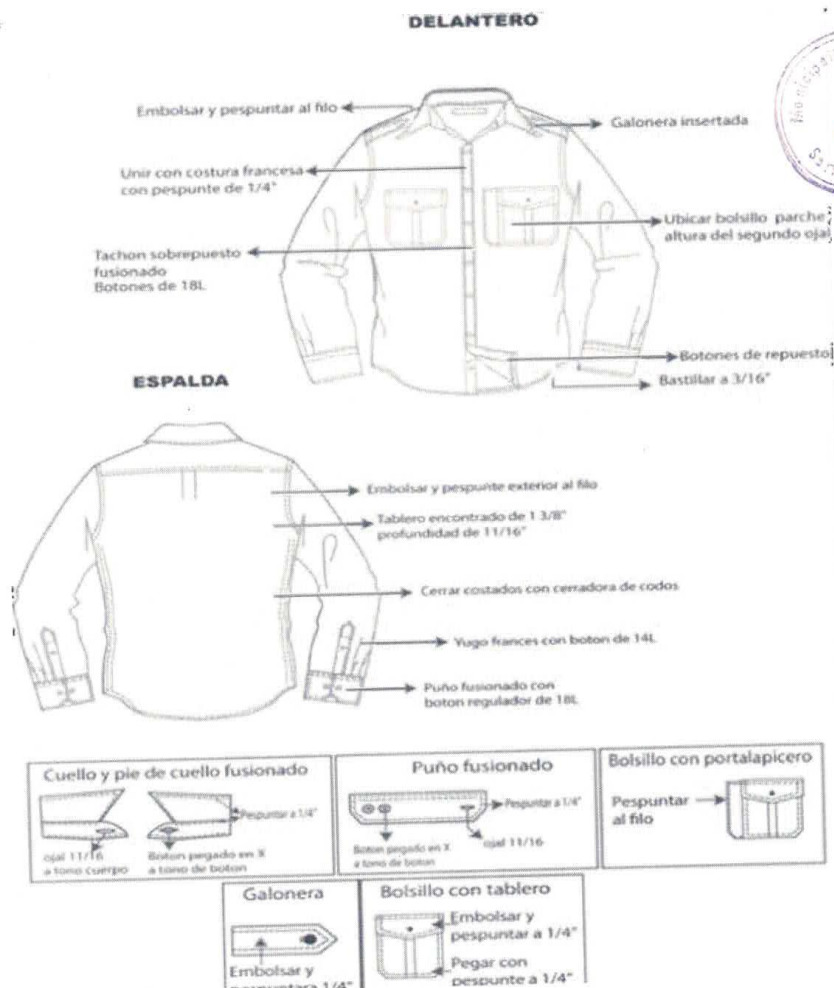 DELANTERO
Embolsar y pespuntar al filo
Galonera insertada
Unir con costura francesa
con pespunte de 1/4"
Ubicar bolsillo parche
altura del segundo ojal
Tachon sobrepuesto
fusionado
Botones de 18L
Botones de repuesto
Bastillar a 3/16"
ESPALDA
Embolsar y pespunte exterior al filo
Tablero encontrado de 1 3/8"
profundidad de 11/16"
Cerrar costados con cerradora de codos
Yugo frances con boton de 14L
Puño fusionado con
boton regulador de 18L
Cuello y pie de cuello fusionado
Pespuntar a 1/4"
ojal 11/16
a tono cuerpo
Boton pegado en X
a tono de boton
Puño fusionado
Pespuntar a 1/4"
Boton pegado en X
a tono de boton
ojal 11/16
Bolsillo con portalapicero
Pespuntar
al filo
Galonera
Embolsar y
pespuntara 1/4"
Bolsillo con tablero
Embolsar y
pespuntar a 1/4"
Pegar con
pespunte a 1/4"